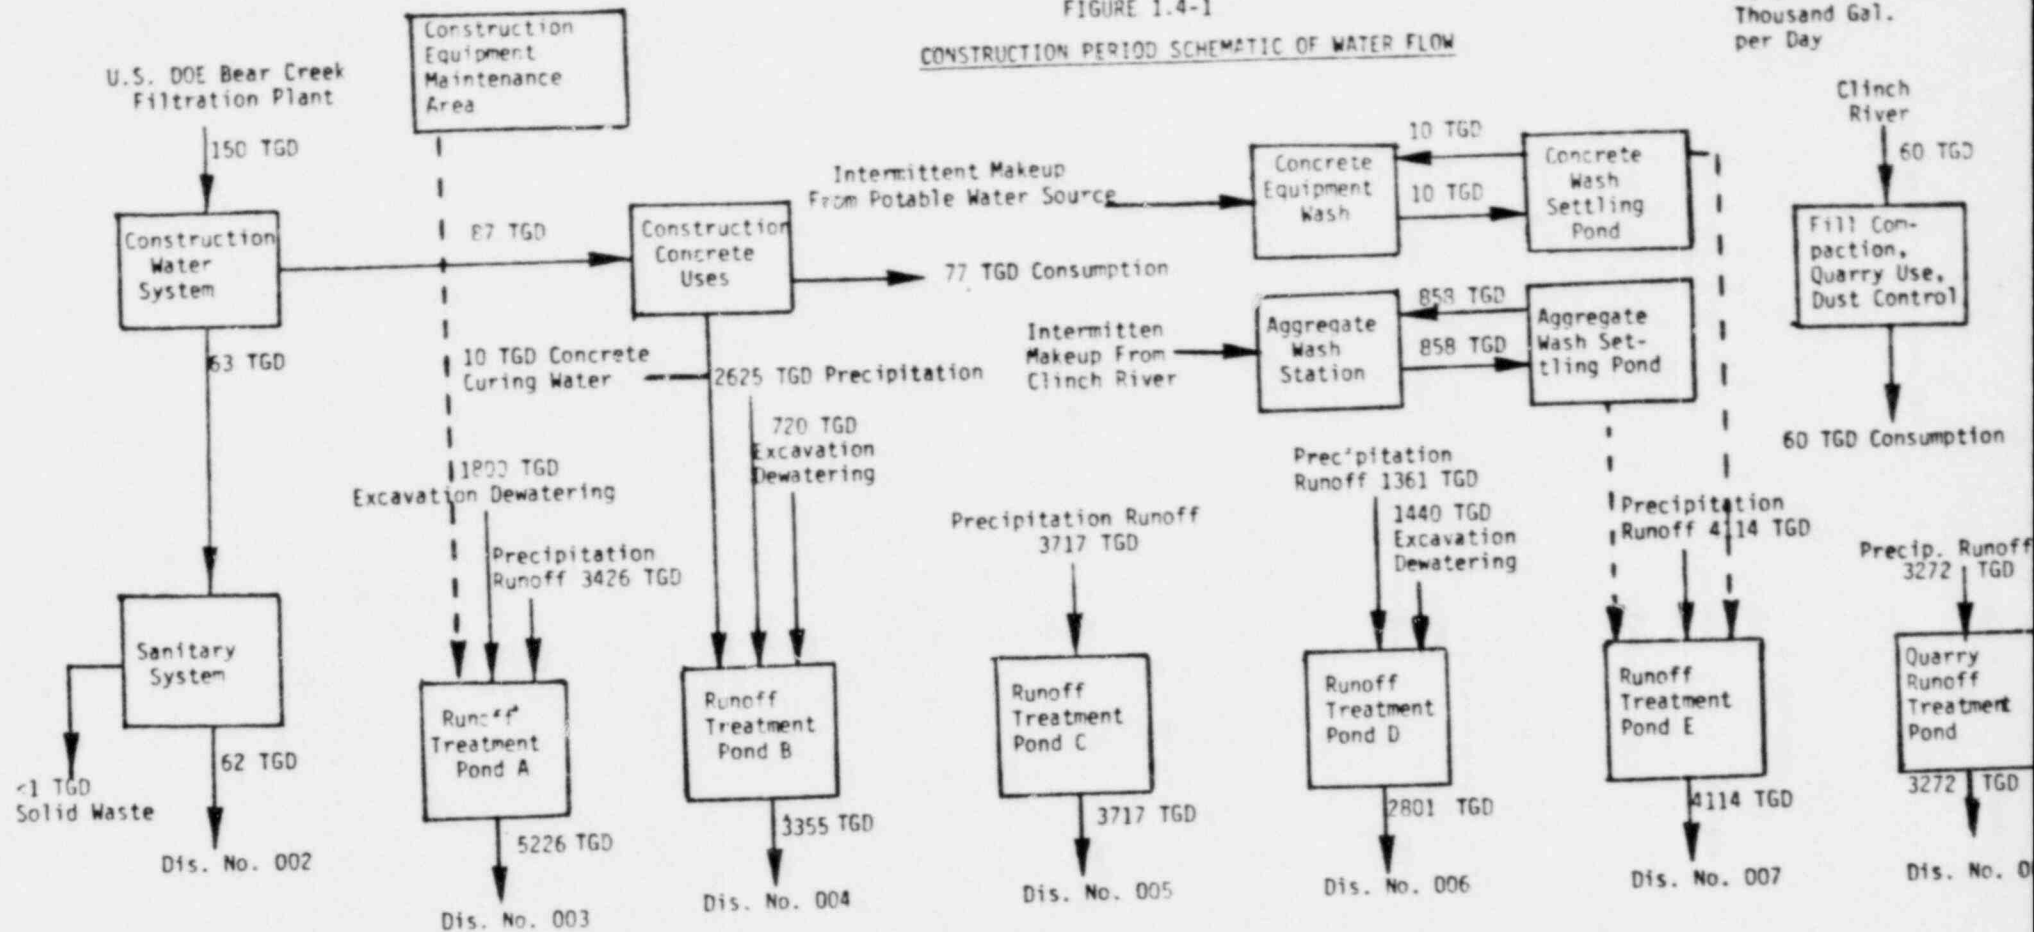 FIGURE 1.4-1
CONSTRUCTION PERIOD SCHEMATIC OF WATER FLOW
Thousand Gal.
per Day
U.S. DOE Bear Creek
Filtration Plant
150 TGD
Construction
Water
System
63 TGD
Sanitary
System
<1 TGD
Solid Waste
62 TGD
Dis. No. 002
Construction
Equipment
Maintenance
Area
87 TGD
Construction
Concrete
Uses
77 TGD Consumption
10 TGD Concrete
Curing Water
2625 TGD Precipitation
720 TGD
Excavation
Dewatering
1800 TGD
Excavation Dewatering
Precipitation
Runoff 3426 TGD
Runoff
Treatment
Pond A
5226 TGD
Dis. No. 003
Runoff
Treatment
Pond B
3355 TGD
Dis. No. 004
Intermittent Makeup
From Potable Water Source
Concrete
Equipment
Wash
10 TGD
10 TGD
Concrete
Wash
Settling
Pond
Intermitten
Makeup From
Clinch River
Aggregate
Wash
Station
858 TGD
858 TGD
Aggregate
Wash Set-
tling Pond
Precipitation Runoff
3717 TGD
Runoff
Treatment
Pond C
3717 TGD
Dis. No. 005
Precipitation
Runoff 1361 TGD
1440 TGD
Excavation
Dewatering
Runoff
Treatment
Pond D
2801 TGD
Dis. No. 006
Precipitation
Runoff 4114 TGD
Runoff
Treatment
Pond E
4114 TGD
Dis. No. 007
Clinch
River
60 TGD
Fill Com-
paction,
Quarry Use,
Dust Control
60 TGD Consumption
Precip. Runoff
3272 TGD
Quarry
Runoff
Treatment
Pond
3272 TGD
Dis. No.